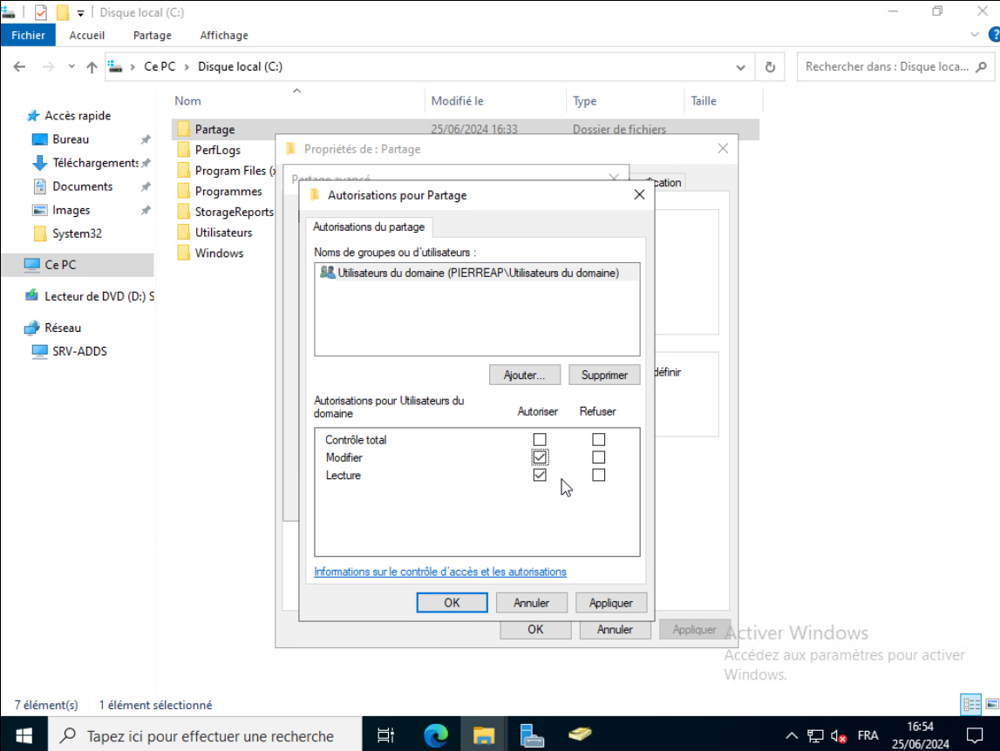 Disque local (C:)
Fichier Accueil Partage Affichage
Ce PC Disque local (C:)
Rechercher dans : Disque loca...
Nom Modifié le Type Taille
Accès rapide
Bureau
Téléchargements
Documents
Images
System32
Ce PC
Lecteur de DVD (D:) S
Réseau
SRV-ADDS
Partage 25/06/2024 16:33 Dossier de fichiers
PerfLogs
Program Files (x
Programmes
StorageReports
Utilisateurs
Windows
Propriétés de : Partage
Partage avancé
Autorisations pour Partage
Autorisations du partage
Noms de groupes ou d'utilisateurs :
Utilisateurs du domaine (PIERREAP\Utilisateurs du domaine)
Ajouter... Supprimer
définir
Autorisations pour Utilisateurs du
domaine
Autoriser Refuser
Contrôle total
Modifier
Lecture
Informations sur le contrôle d'accès et les autorisations
OK Annuler Appliquer
OK Annuler Appliquer
Activer Windows
Accédez aux paramètres pour activer
Windows.
7 élément(s) 1 élément sélectionné
Tapez ici pour effectuer une recherche
FRA
16:54
25/06/2024